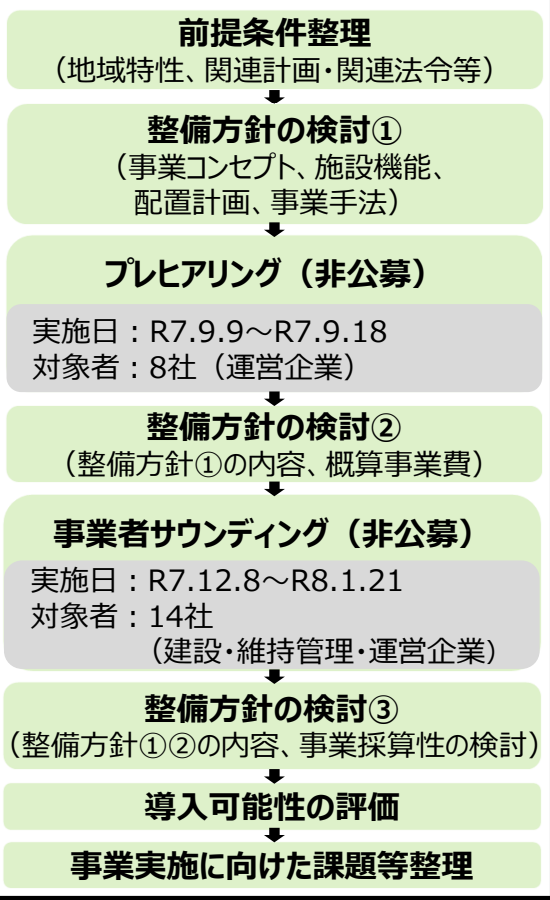 前提条件整理
（地域特性、関連計画・関連法令等）
整備方針の検討①
（事業コンセプト、施設機能、
配置計画、事業手法）
プレヒアリング（非公募）
実施日：R7.9.9～R7.9.18
対象者：8社（運営企業）
整備方針の検討②
（整備方針①の内容、概算事業費）
事業者サウンディング（非公募）
実施日：R7.12.8～R8.1.21
対象者：14社
（建設・維持管理・運営企業）
整備方針の検討③
（整備方針①②の内容、事業採算性の検討）
導入可能性の評価
事業実施に向けた課題等整理